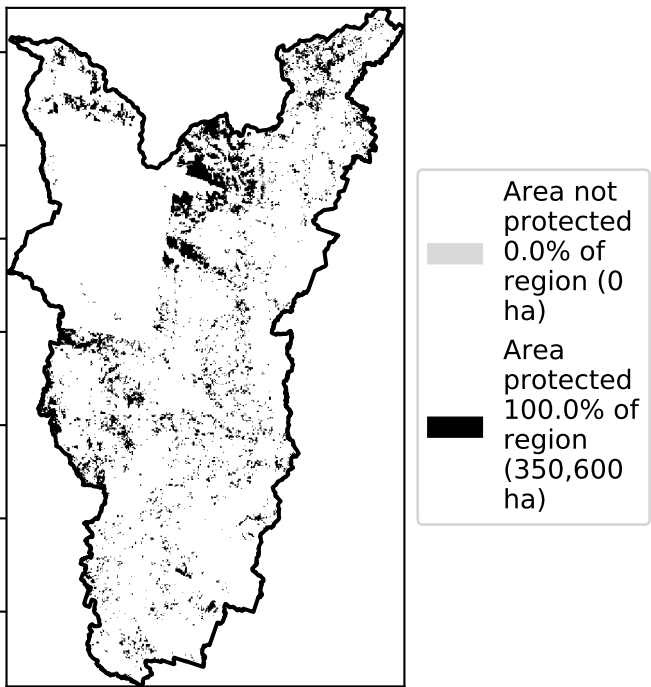 Area not
protected
0.0% of
region (0
ha)
Area
protected
100.0% of
region
(350,600
ha)